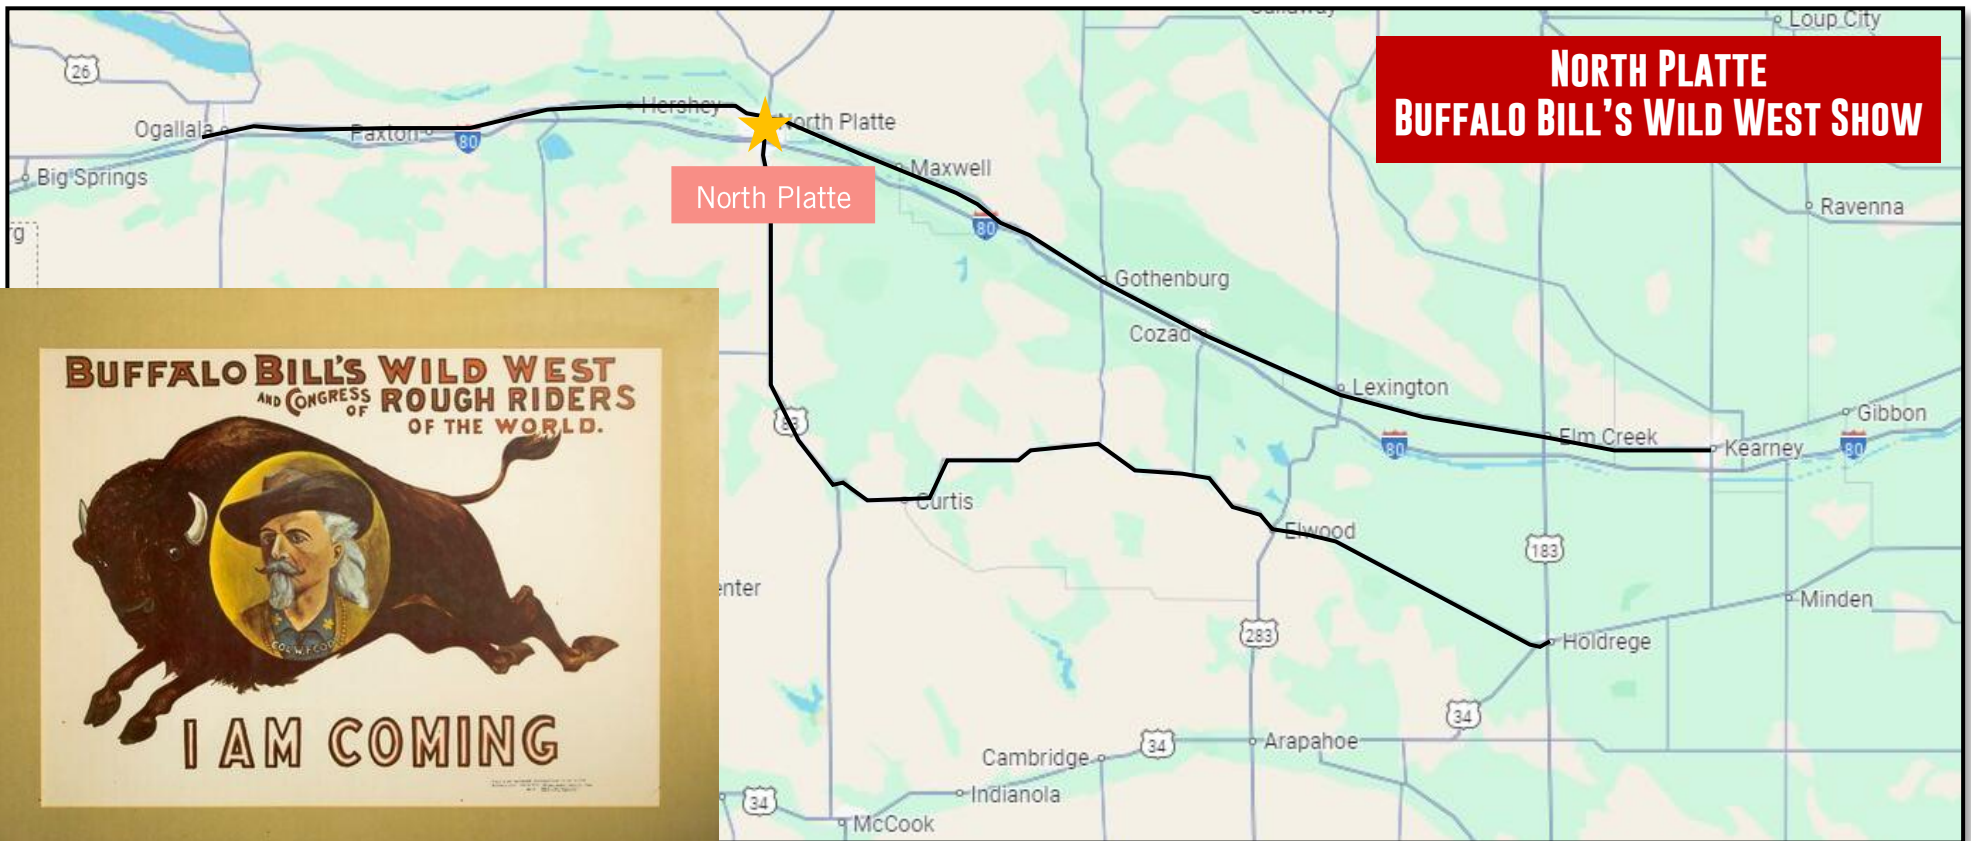 NORTH PLATTE
BUFFALO BILL'S WILD WEST SHOW
Loup City
26
Hershey
Ogallala
Paxton
80
North Platte
Maxwell
Big Springs
North Platte
Ravenna
80
Gothenburg
Cozad
Lexington
Gibbon
Elm Creek
80
Kearney
80
83
Curtis
Elwood
183
enter
Minden
283
Holdrege
34
34
Arapahoe
Cambridge
Indianola
34
McCook
BUFFALO BILL'S WILD WEST
AND CONGRESS OF ROUGH RIDERS
OF THE WORLD.
COL. W. F. CODY
I AM COMING